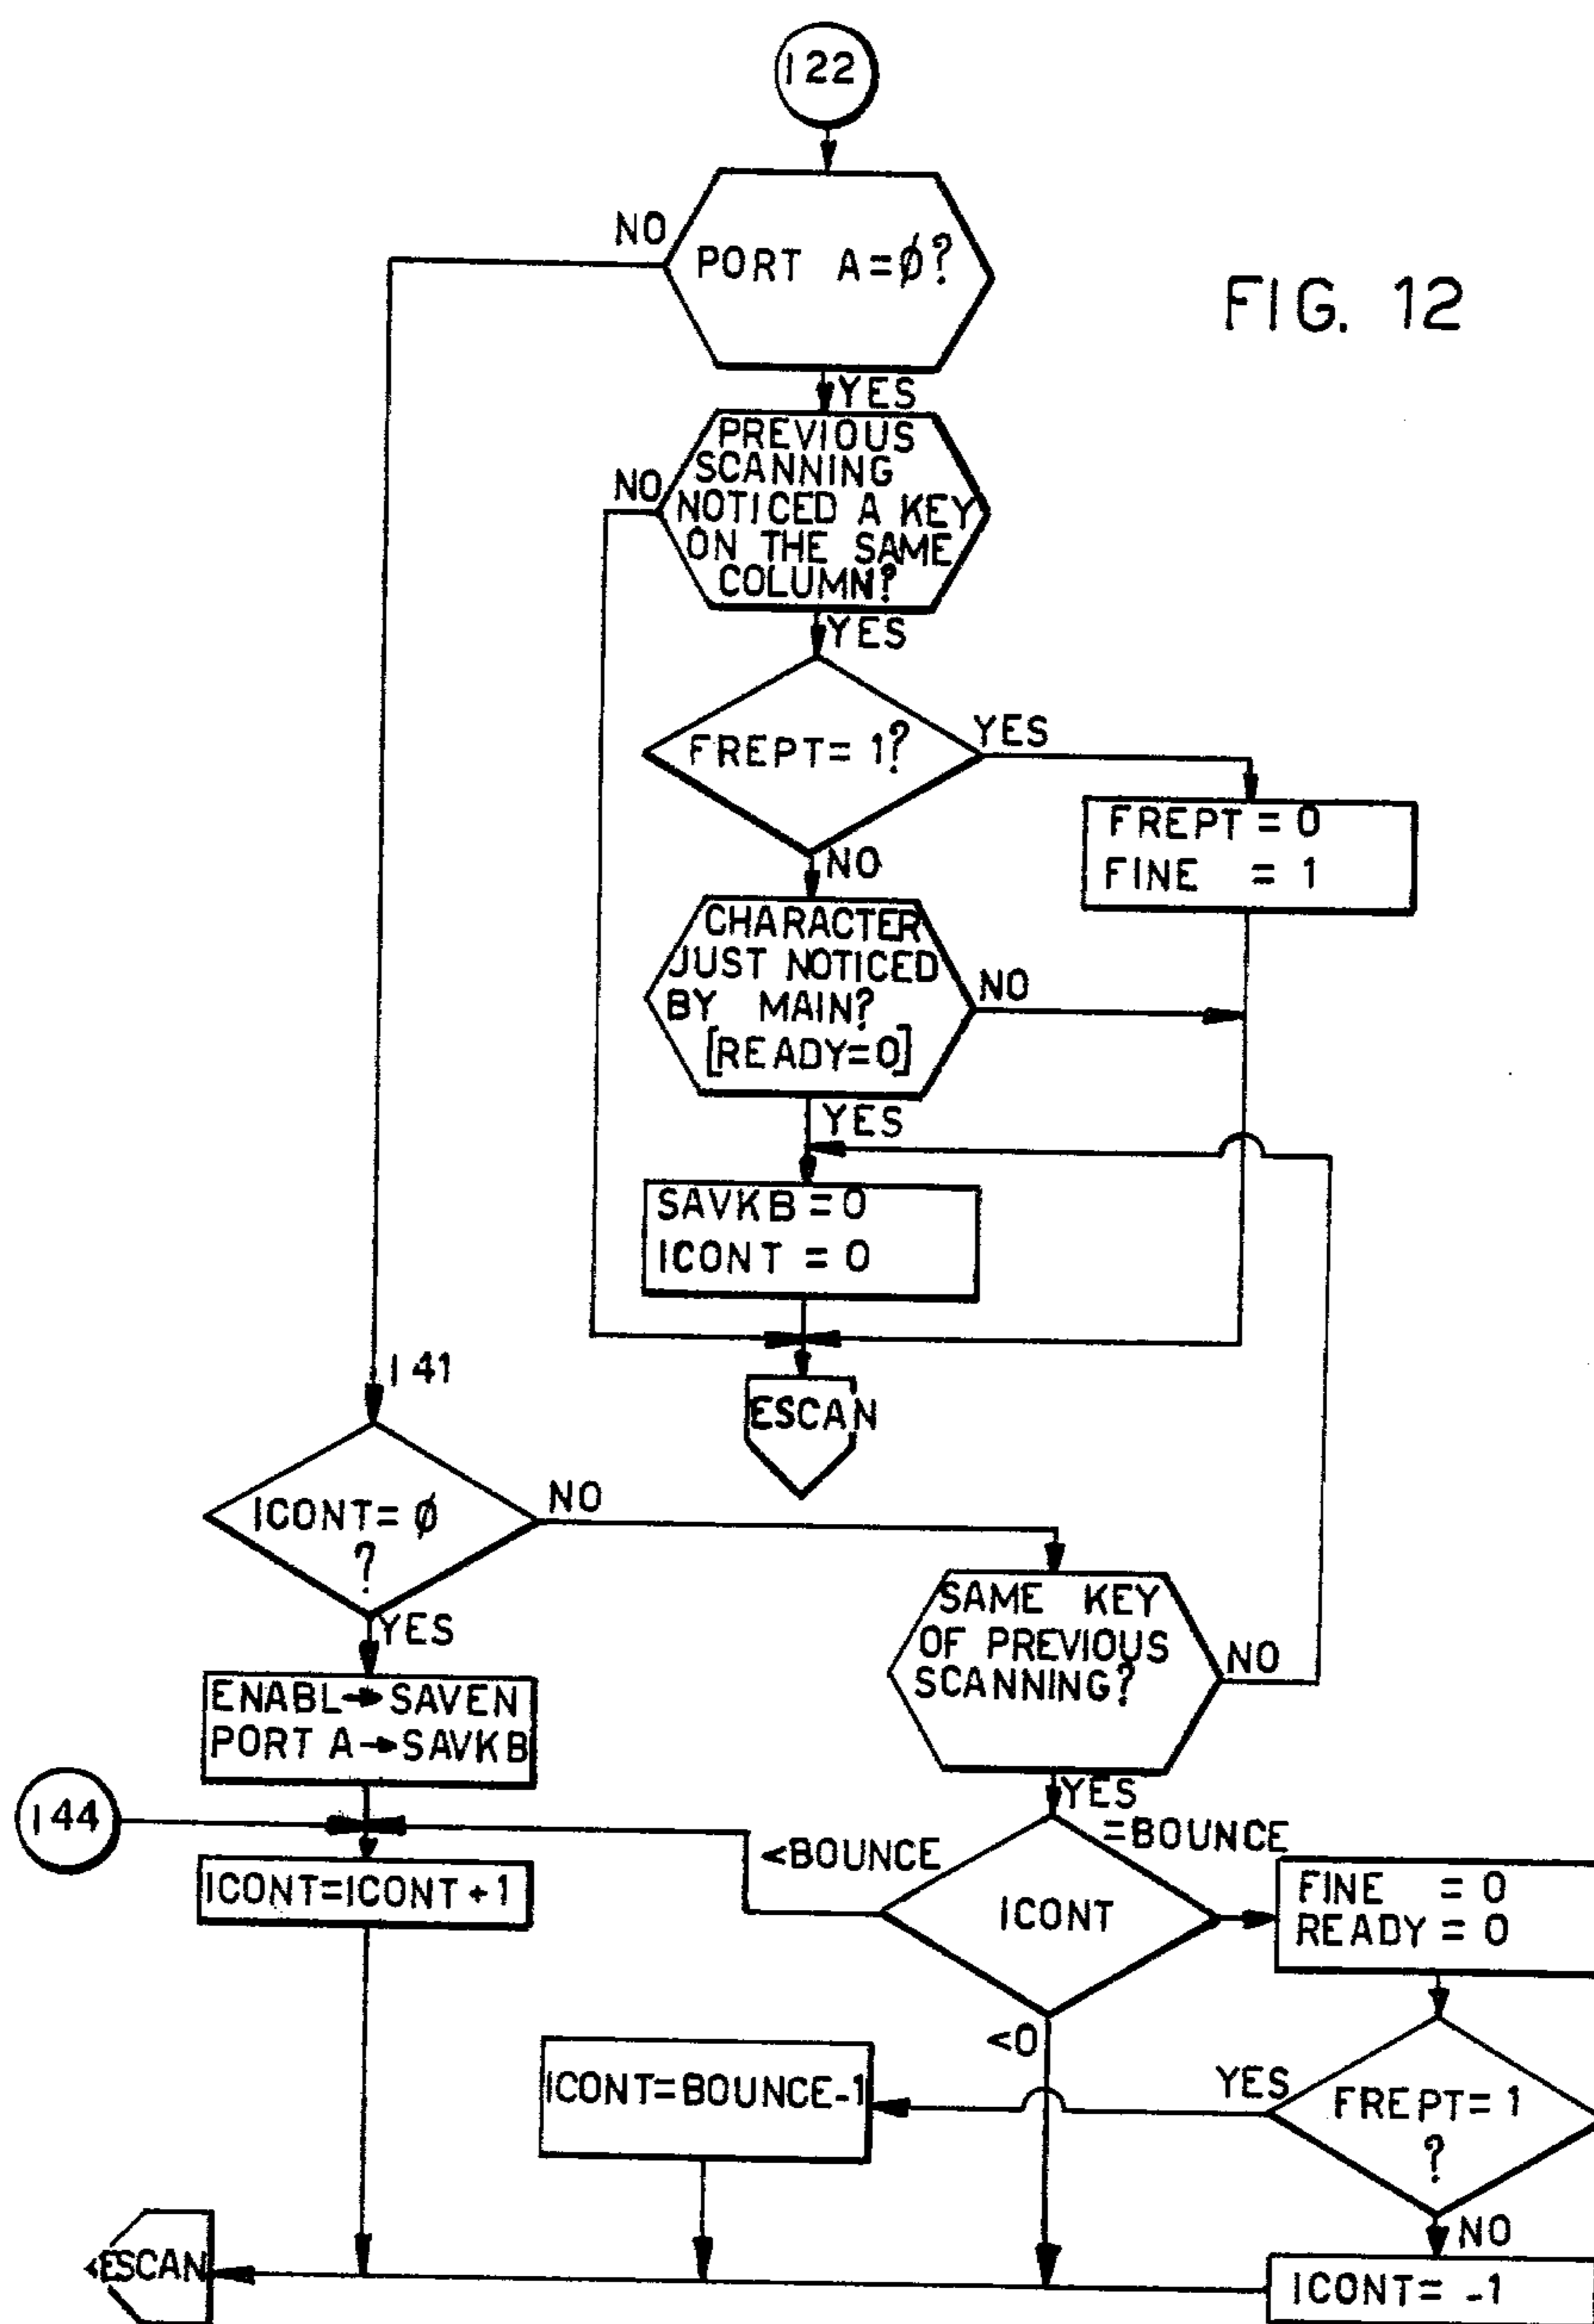 122
NO
PORT A=Ø?
FIG. 12
YES
PREVIOUS
SCANNING
NOTICED A KEY
ON THE SAME
COLUMN?
NO
YES
FREPT= 1?
YES
FREPT = 0
FINE = 1
NO
CHARACTER
JUST NOTICED
BY MAIN?
[READY=0]
NO
YES
SAVKB = 0
ICONT = 0
ESCAN
141
ICONT= Ø
?
NO
YES
SAME KEY
OF PREVIOUS
SCANNING?
NO
ENABL→SAVEN
PORT A→SAVKB
144
YES
<BOUNCE
=BOUNCE
ICONT=ICONT+1
ICONT
FINE = 0
READY = 0
<0
ICONT=BOUNCE-1
YES
FREPT= 1
?
NO
ESCAN
ICONT= -1